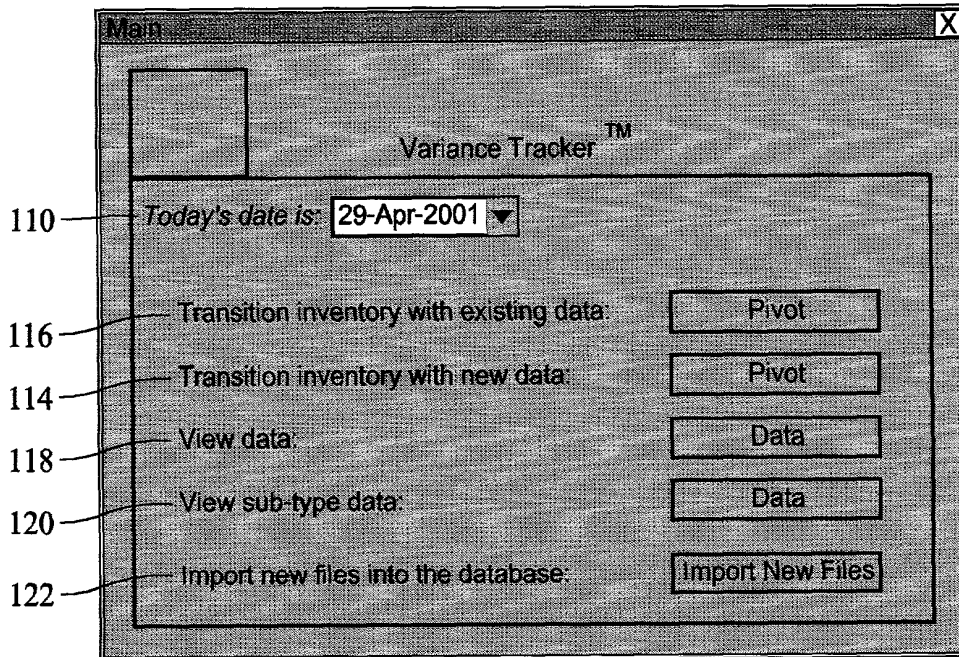 Main X
Variance Tracker™
110 Today's date is: 29-Apr-2001
116 Transition inventory with existing data: Pivot
114 Transition inventory with new data: Pivot
118 View data: Data
120 View sub-type data: Data
122 Import new files into the database: Import New Files